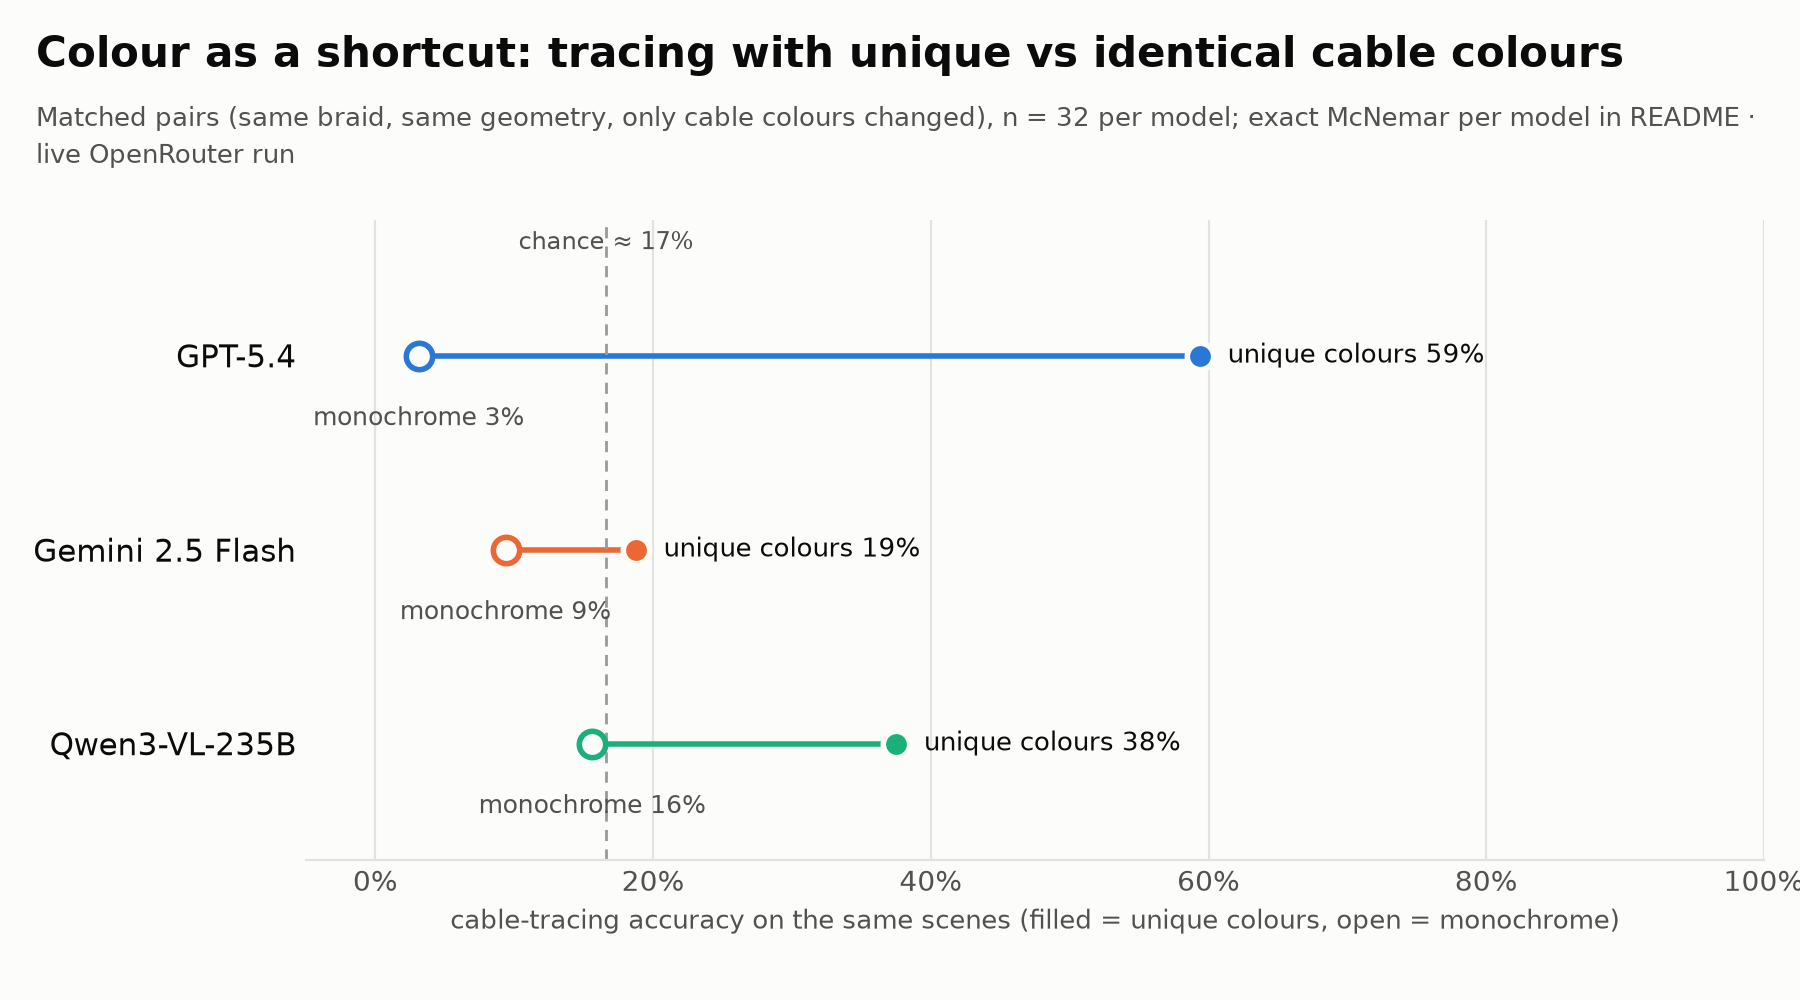 Colour as a shortcut: tracing with unique vs identical cable colours
Matched pairs (same braid, same geometry, only cable colours changed), n = 32 per model; exact McNemar per model in README ·
live OpenRouter run
chance ≈ 17%
GPT-5.4
unique colours 59%
monochrome 3%
Gemini 2.5 Flash
unique colours 19%
monochrome 9%
Qwen3-VL-235B
unique colours 38%
monochrome 16%
0% 20% 40% 60% 80% 100%
cable-tracing accuracy on the same scenes (filled = unique colours, open = monochrome)